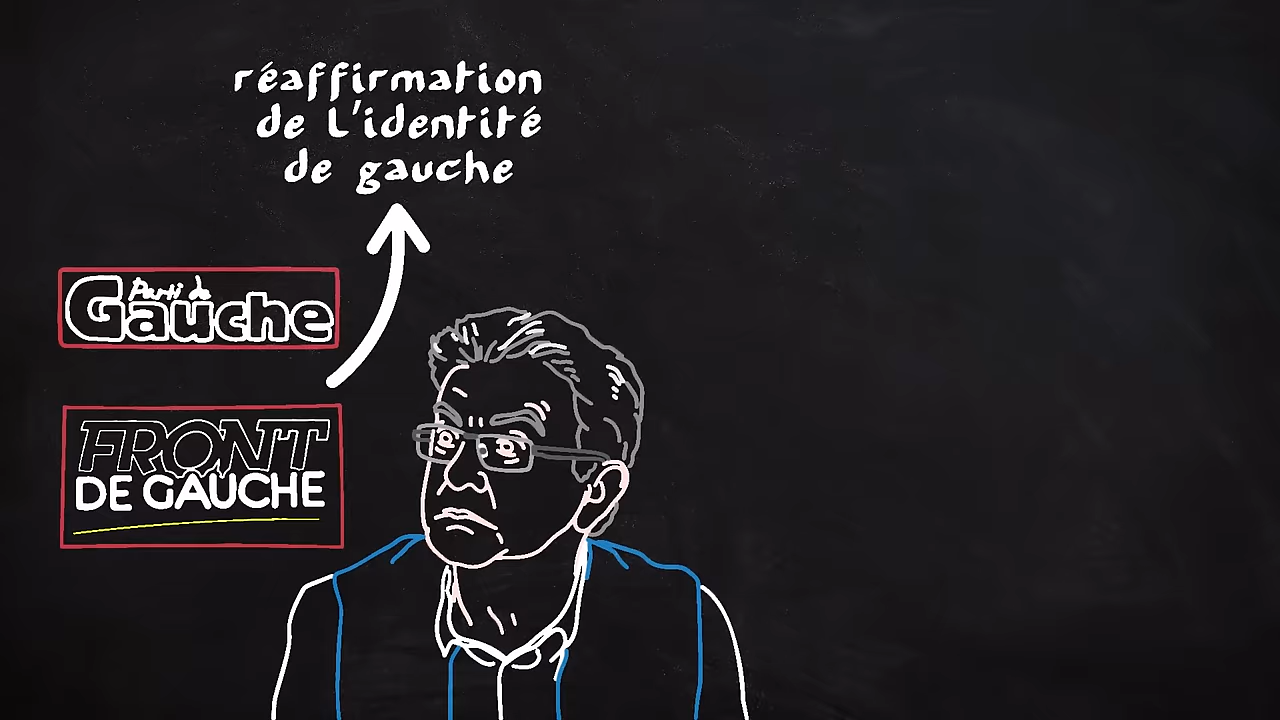 réaffirmation
de l'identité
de gauche
Parti de
Gauche
FRONT
DE GAUCHE